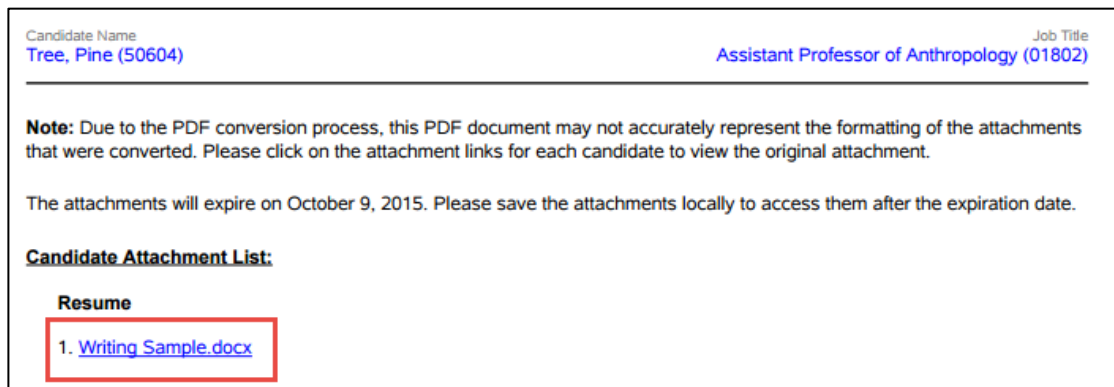 Candidate Name
Job Title
Tree, Pine (50604)
Assistant Professor of Anthropology (01802)
Note: Due to the PDF conversion process, this PDF document may not accurately represent the formatting of the attachments
that were converted. Please click on the attachment links for each candidate to view the original attachment.
The attachments will expire on October 9, 2015. Please save the attachments locally to access them after the expiration date.
Candidate Attachment List:
Resume
1. Writing Sample.docx